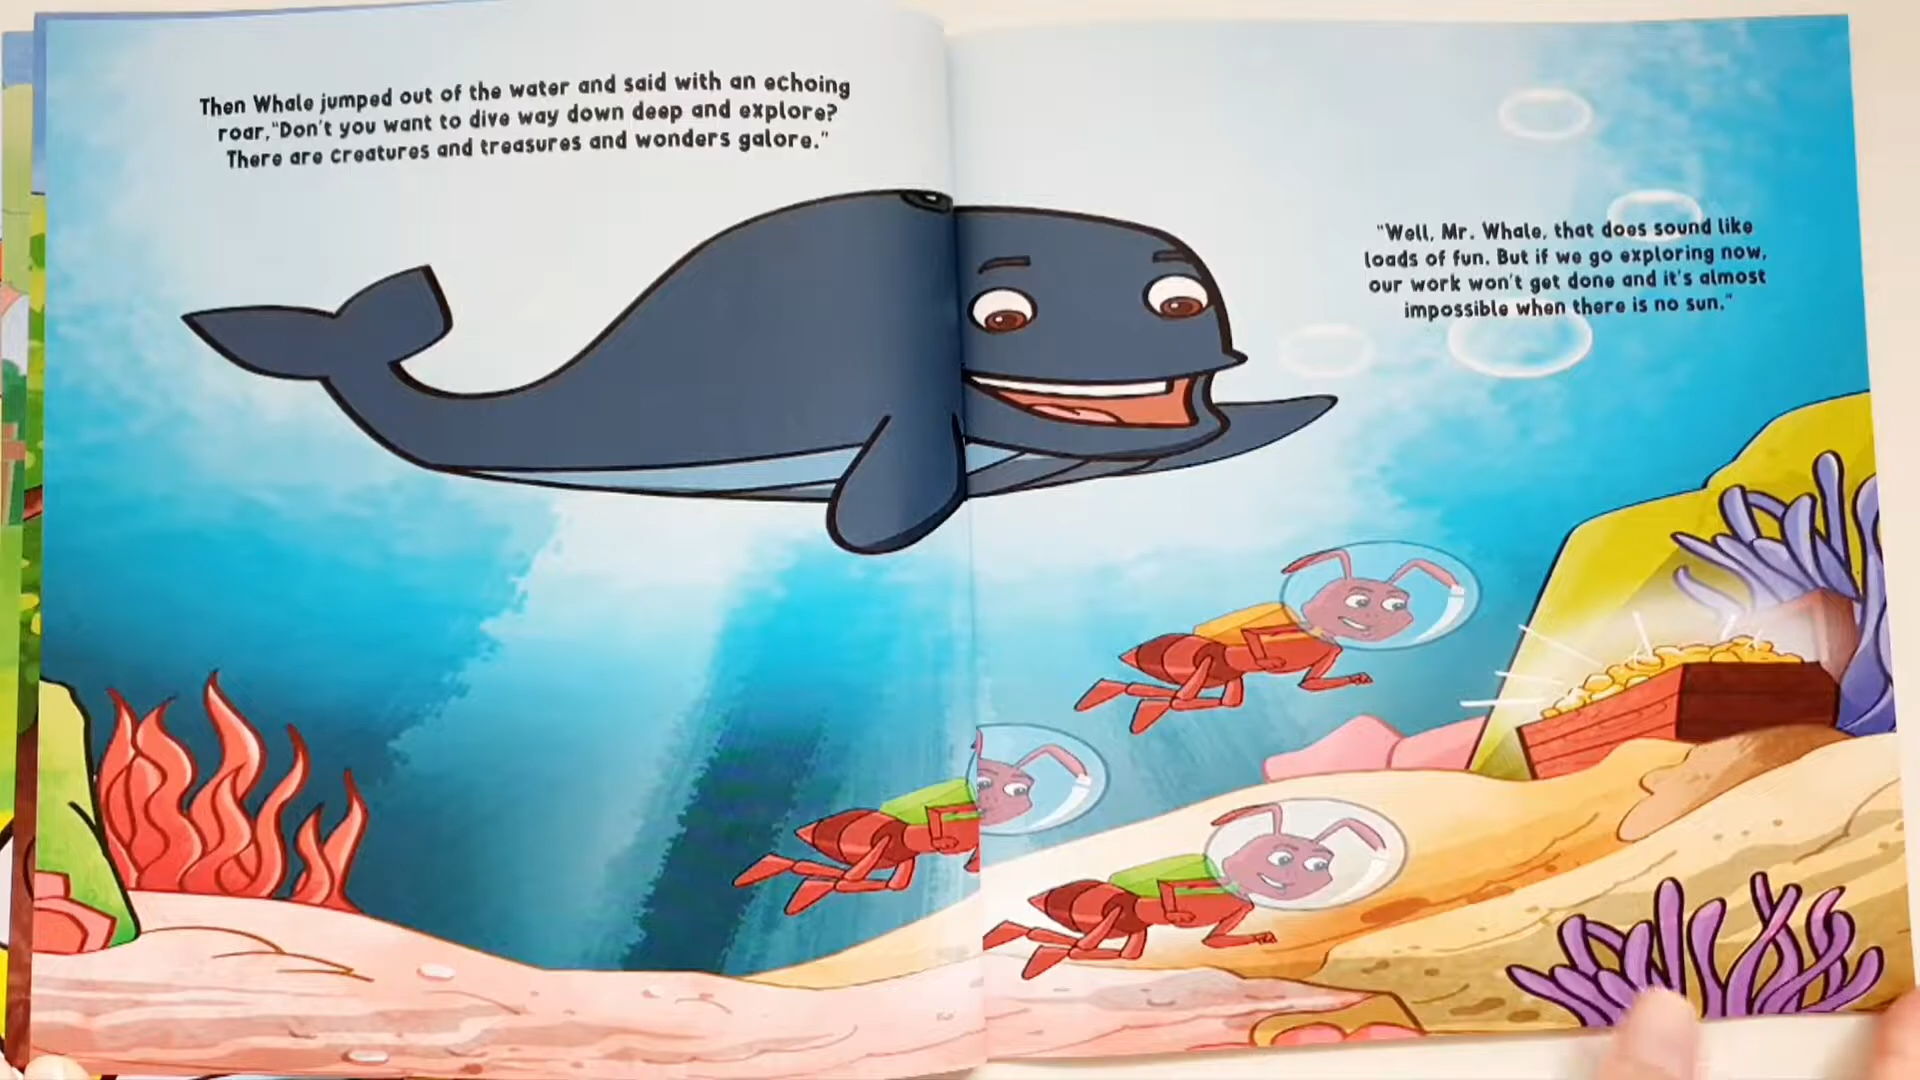 Then Whale jumped out of the water and said with an echoing
roar,"Don't you want to dive way down deep and explore?
There are creatures and treasures and wonders galore."
"Well, Mr. Whale, that does sound like
loads of fun. But if we go exploring now,
our work won't get done and it's almost
impossible when there is no sun."